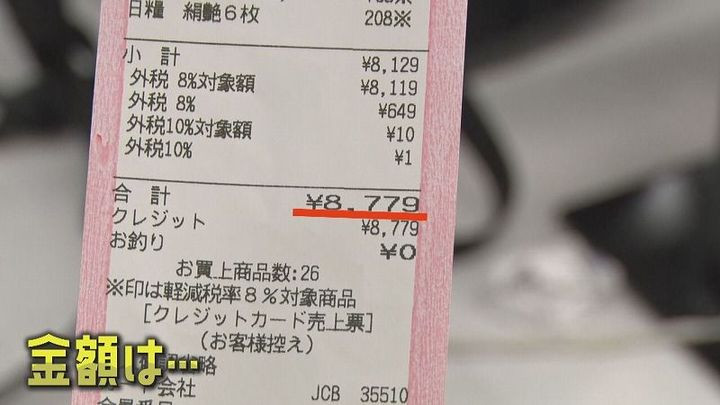 日糧 絹艶6枚 208※
小 計 ¥8,129
外税 8%対象額 ¥8,119
外税 8% ¥649
外税10%対象額 ¥10
外税10% ¥1
合 計 ¥8,779
クレジット ¥8,779
お釣り ¥0
お買上商品数:26
※印は軽減税率8%対象商品
[クレジットカード売上票]
(お客様控え)
金額は…
略
会社 JCB 35510